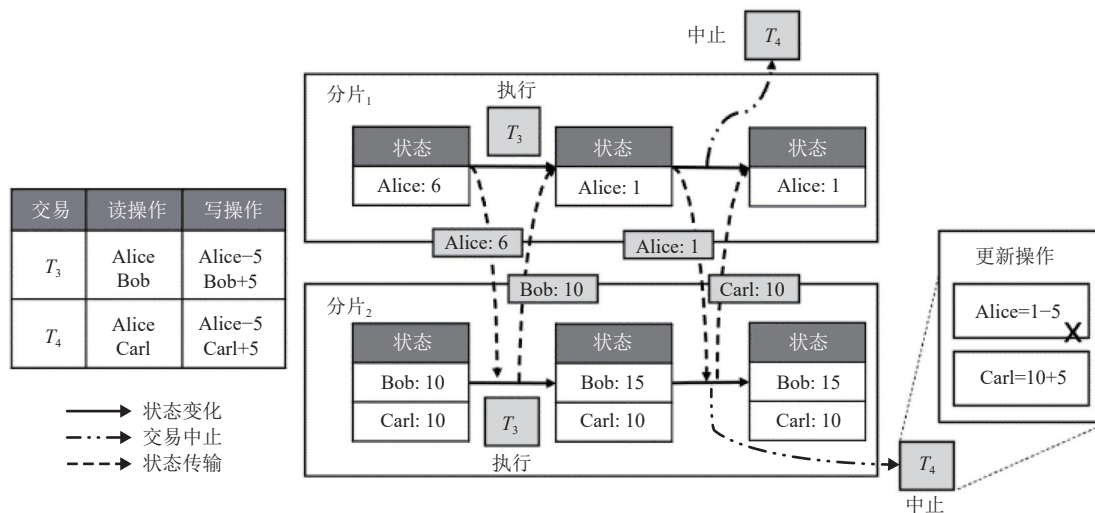 中止
T4
分片1
执行
T3
状态
状态
状态
Alice: 6
Alice: 1
Alice: 1
Alice: 6
Alice: 1
Bob: 10
Carl: 10
分片2
状态
状态
状态
Bob: 10
Bob: 15
Bob: 15
Carl: 10
Carl: 10
Carl: 10
T3
执行
交易 读操作 写操作
T3
Alice
Bob
Alice−5
Bob+5
T4
Alice
Carl
Alice−5
Carl+5
状态变化
交易中止
状态传输
更新操作
Alice=1−5
X
Carl=10+5
T4
中止